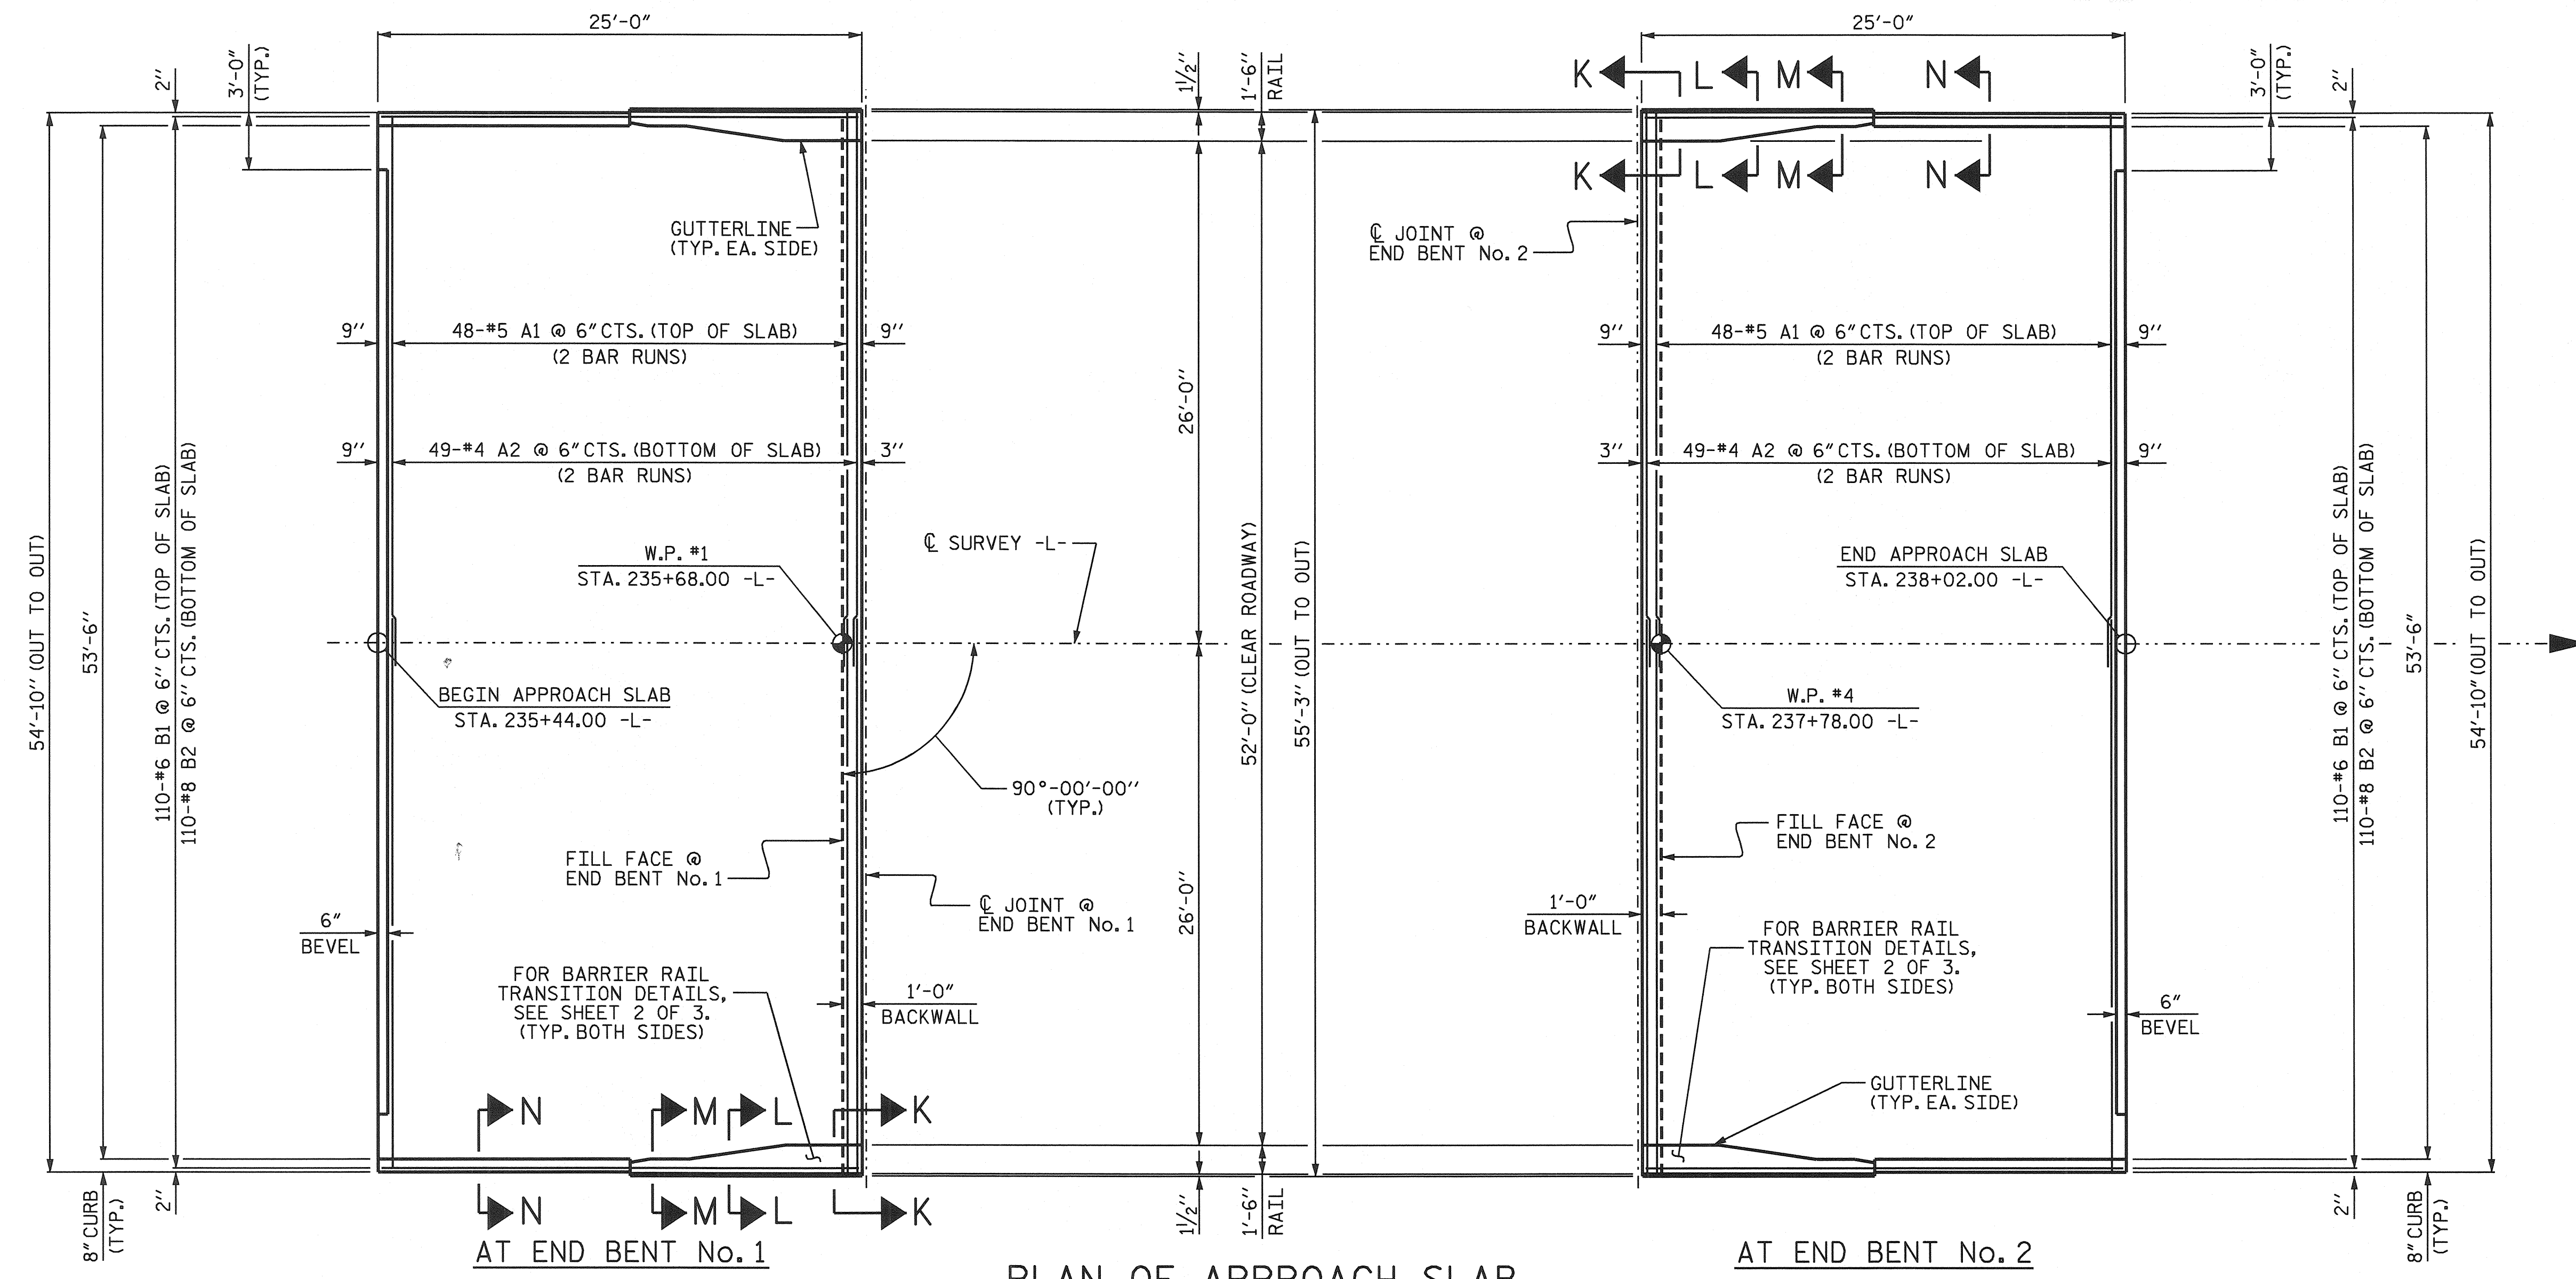 25'-0"
2"
3'-0"
(TYP.)
GUTTERLINE
(TYP. EA. SIDE)
9"
48-#5 A1 @ 6" CTS. (TOP OF SLAB)
(2 BAR RUNS)
9"
9"
49-#4 A2 @ 6" CTS. (BOTTOM OF SLAB)
(2 BAR RUNS)
3"
54'-10" (OUT TO OUT)
53'-6"
110-#6 B1 @ 6" CTS. (TOP OF SLAB)
110-#8 B2 @ 6" CTS. (BOTTOM OF SLAB)
W.P. #1
STA. 235+68.00 -L-
BEGIN APPROACH SLAB
STA. 235+44.00 -L-
℄ SURVEY -L-
90°-00'-00"
(TYP.)
FILL FACE @
END BENT No. 1
℄ JOINT @
END BENT No. 1
6"
BEVEL
FOR BARRIER RAIL
TRANSITION DETAILS,
SEE SHEET 2 OF 3.
(TYP. BOTH SIDES)
1'-0"
BACKWALL
N
M
L
K
N
M
L
K
8" CURB
(TYP.)
2"
AT END BENT No. 1
1½"
1'-6"
RAIL
26'-0"
52'-0" (CLEAR ROADWAY)
55'-3" (OUT TO OUT)
26'-0"
1½"
1'-6"
RAIL
25'-0"
K
L
M
N
K
L
M
N
3'-0"
(TYP.)
2"
℄ JOINT @
END BENT No. 2
9"
48-#5 A1 @ 6" CTS. (TOP OF SLAB)
(2 BAR RUNS)
9"
3"
49-#4 A2 @ 6" CTS. (BOTTOM OF SLAB)
(2 BAR RUNS)
9"
END APPROACH SLAB
STA. 238+02.00 -L-
W.P. #4
STA. 237+78.00 -L-
FILL FACE @
END BENT No. 2
1'-0"
BACKWALL
FOR BARRIER RAIL
TRANSITION DETAILS,
SEE SHEET 2 OF 3.
(TYP. BOTH SIDES)
6"
BEVEL
GUTTERLINE
(TYP. EA. SIDE)
110-#6 B1 @ 6" CTS. (TOP OF SLAB)
110-#8 B2 @ 6" CTS. (BOTTOM OF SLAB)
53'-6"
54'-10" (OUT TO OUT)
2"
8" CURB
(TYP.)
AT END BENT No. 2
PLAN OF APPROACH SLAB